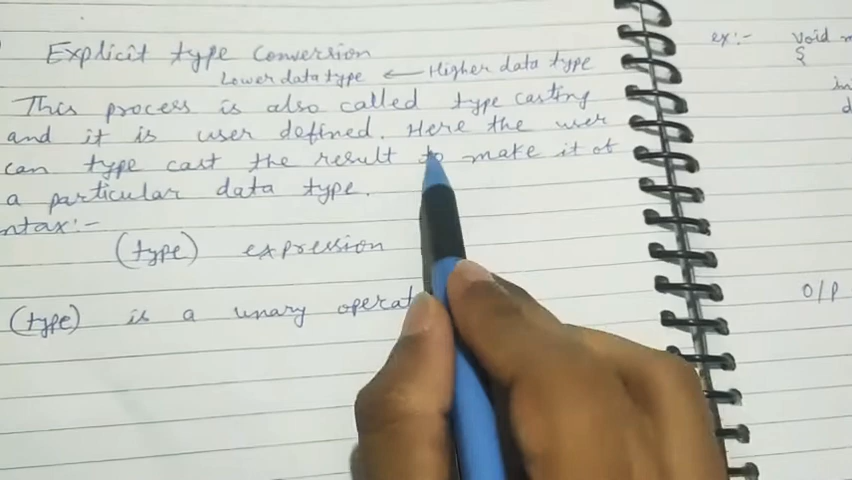 Explicit type Conversion
Lower data type ← Higher data type
This process is also called type casting
and it is user defined. Here the user
can type cast the result to make it of
a particular data type.
ntax:-
(type) expression
(type) is a unary operat
ex:- void m
{
in
d
O/P